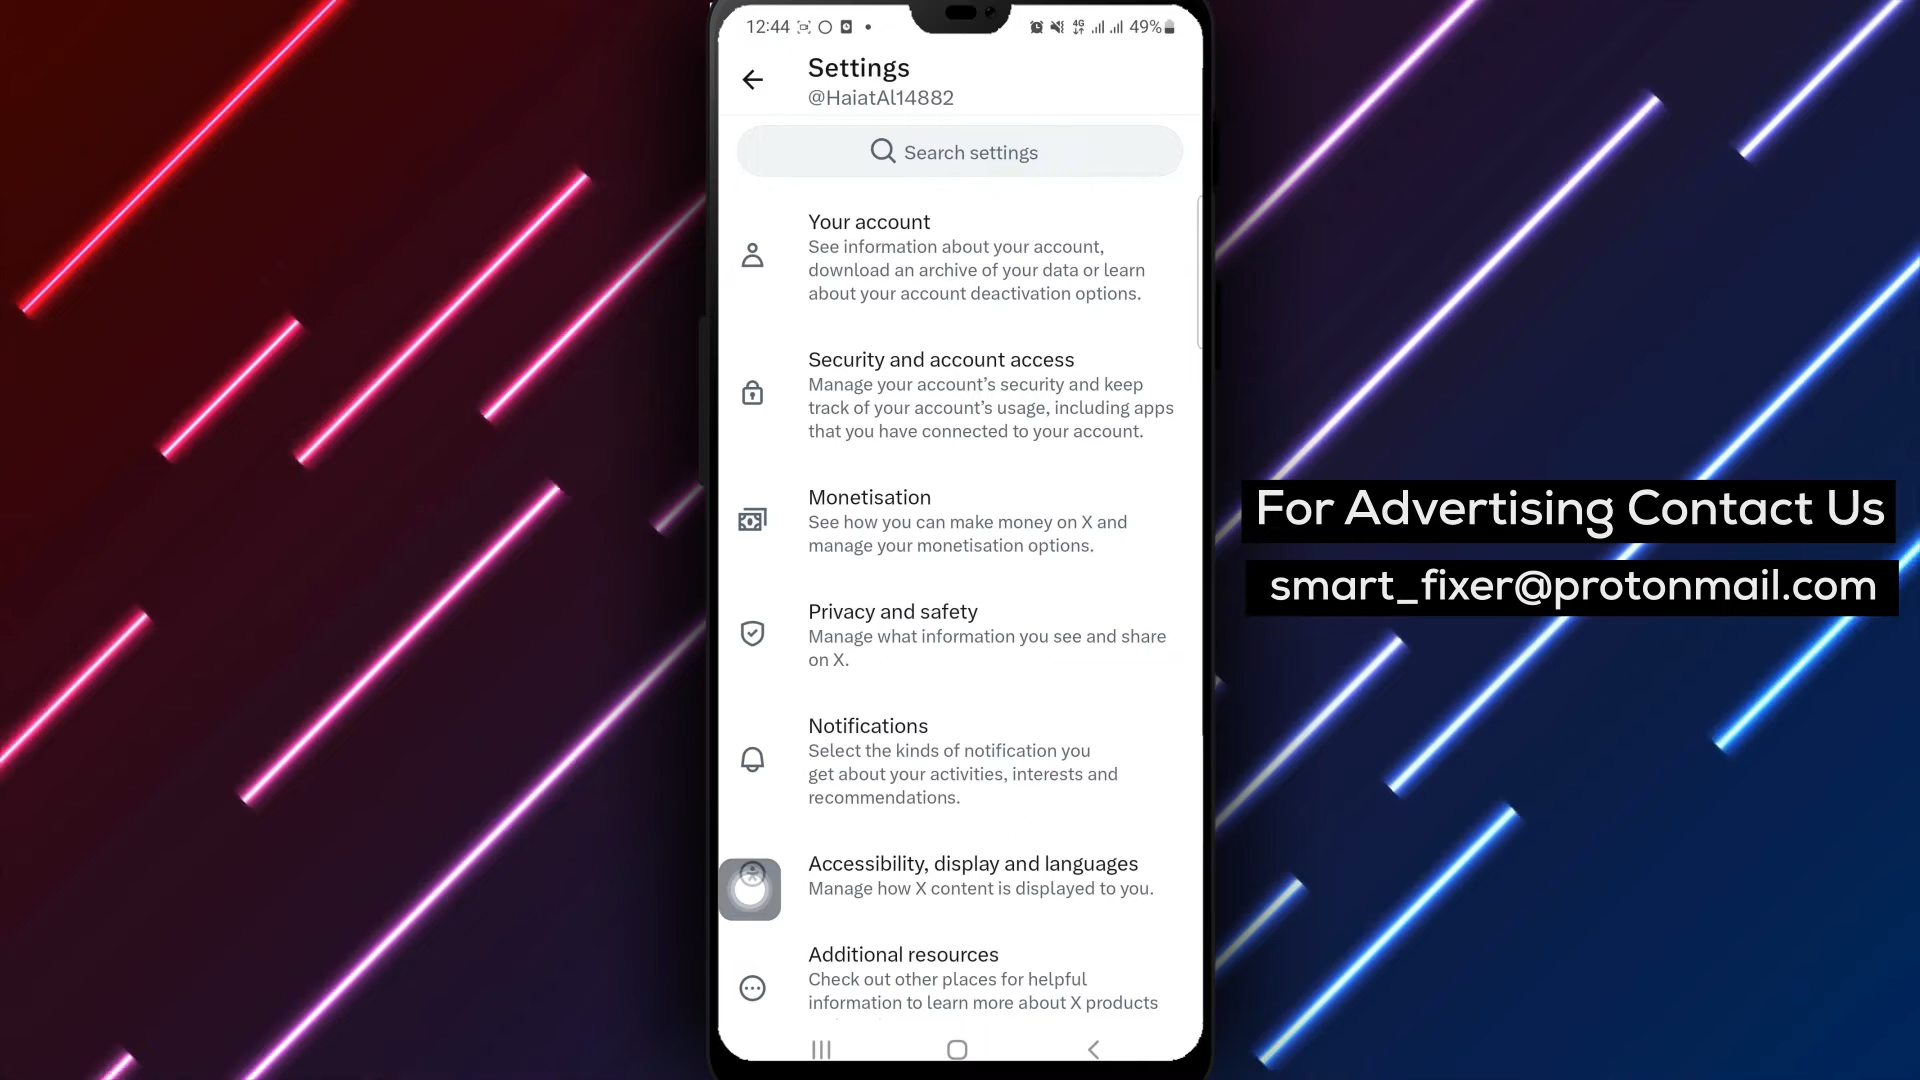 12:44
4G
49%
Settings
@HaiatAl14882
Search settings
Your account
See information about your account,
download an archive of your data or learn
about your account deactivation options.
Security and account access
Manage your account’s security and keep
track of your account’s usage, including apps
that you have connected to your account.
Monetisation
See how you can make money on X and
manage your monetisation options.
Privacy and safety
Manage what information you see and share
on X.
Notifications
Select the kinds of notification you
get about your activities, interests and
recommendations.
Accessibility, display and languages
Manage how X content is displayed to you.
Additional resources
Check out other places for helpful
information to learn more about X products
For Advertising Contact Us
smart_fixer@protonmail.com